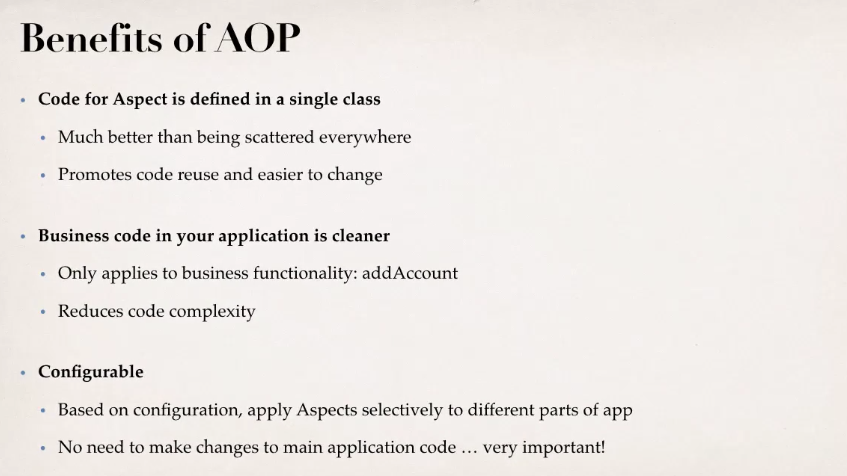 Benefits of AOP
• Code for Aspect is defined in a single class
• Much better than being scattered everywhere
• Promotes code reuse and easier to change
• Business code in your application is cleaner
• Only applies to business functionality: addAccount
• Reduces code complexity
• Configurable
• Based on configuration, apply Aspects selectively to different parts of app
• No need to make changes to main application code … very important!